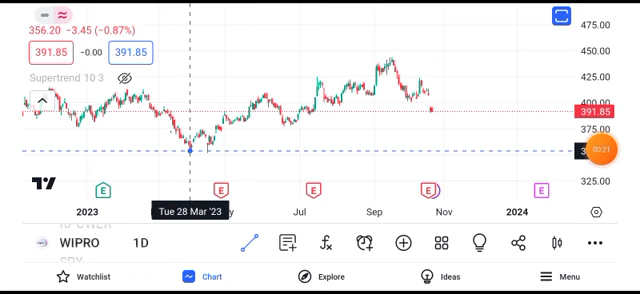 356.20 −3.45 (−0.87%)
391.85 −0.00 391.85
Supertrend 10 3
475.00
450.00
425.00
400.00
391.85
375.00
00:21
325.00
E E E E E
2023 Jul Sep Nov 2024
Tue 28 Mar '23
WIPRO 1D
Watchlist Chart Explore Ideas Menu